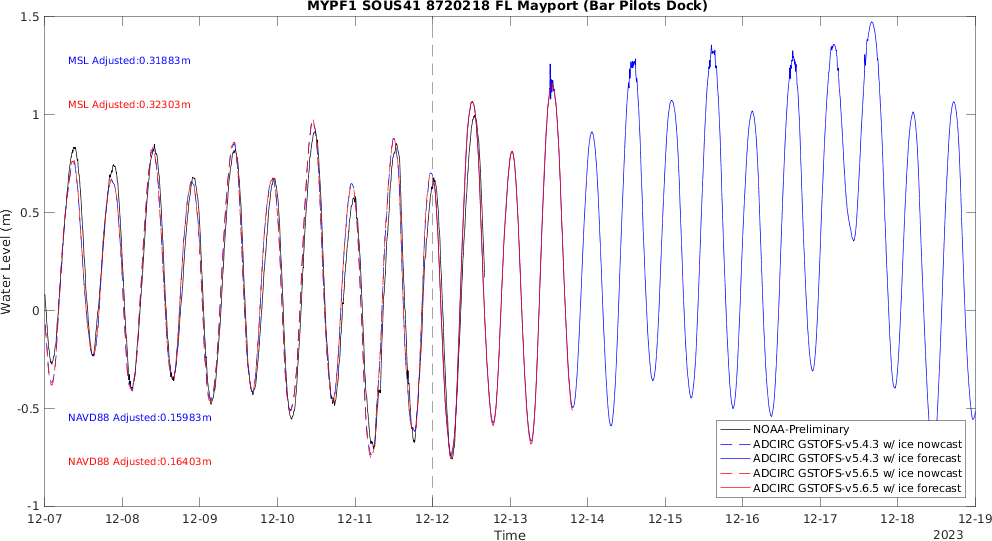 MYPF1 SOUS41 8720218 FL Mayport (Bar Pilots Dock)
1.5
1
0.5
0
-0.5
-1
Water Level (m)
MSL Adjusted:0.31883m
MSL Adjusted:0.32303m
NAVD88 Adjusted:0.15983m
NAVD88 Adjusted:0.16403m
NOAA-Preliminary
ADCIRC GSTOFS-v5.4.3 w/ ice nowcast
ADCIRC GSTOFS-v5.4.3 w/ ice forecast
ADCIRC GSTOFS-v5.6.5 w/ ice nowcast
ADCIRC GSTOFS-v5.6.5 w/ ice forecast
12-07 12-08 12-09 12-10 12-11 12-12 12-13 12-14 12-15 12-16 12-17 12-18 12-19
Time
2023